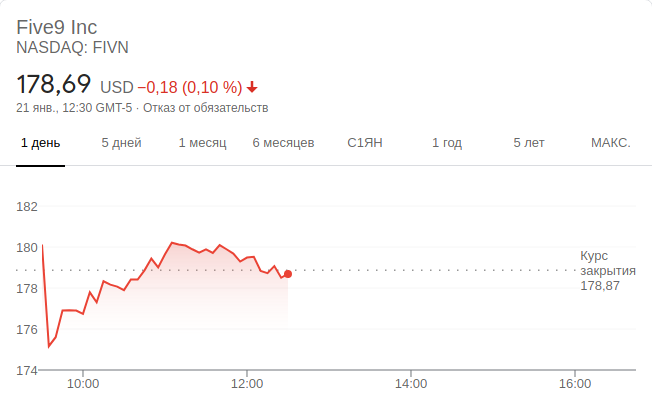 Five9 Inc
NASDAQ: FIVN
178,69 USD −0,18 (0,10 %)
21 янв., 12:30 GMT-5 · Отказ от обязательств
1 день 5 дней 1 месяц 6 месяцев С1ЯН 1 год 5 лет МАКС.
182
180
Курс
закрытия
178,87
178
176
174
10:00 12:00 14:00 16:00